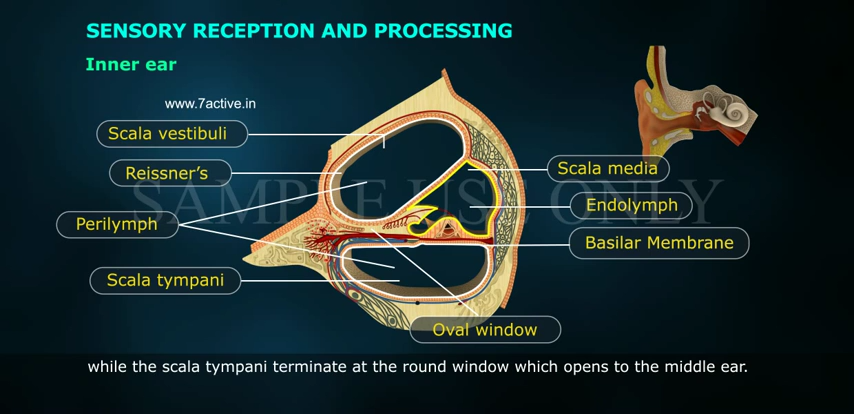 SENSORY RECEPTION AND PROCESSING
Inner ear
www.7active.in
Scala vestibuli
Reissner's
Perilymph
Scala tympani
Scala media
Endolymph
Basilar Membrane
Oval window
SAMPLE USE ONLY
while the scala tympani terminate at the round window which opens to the middle ear.